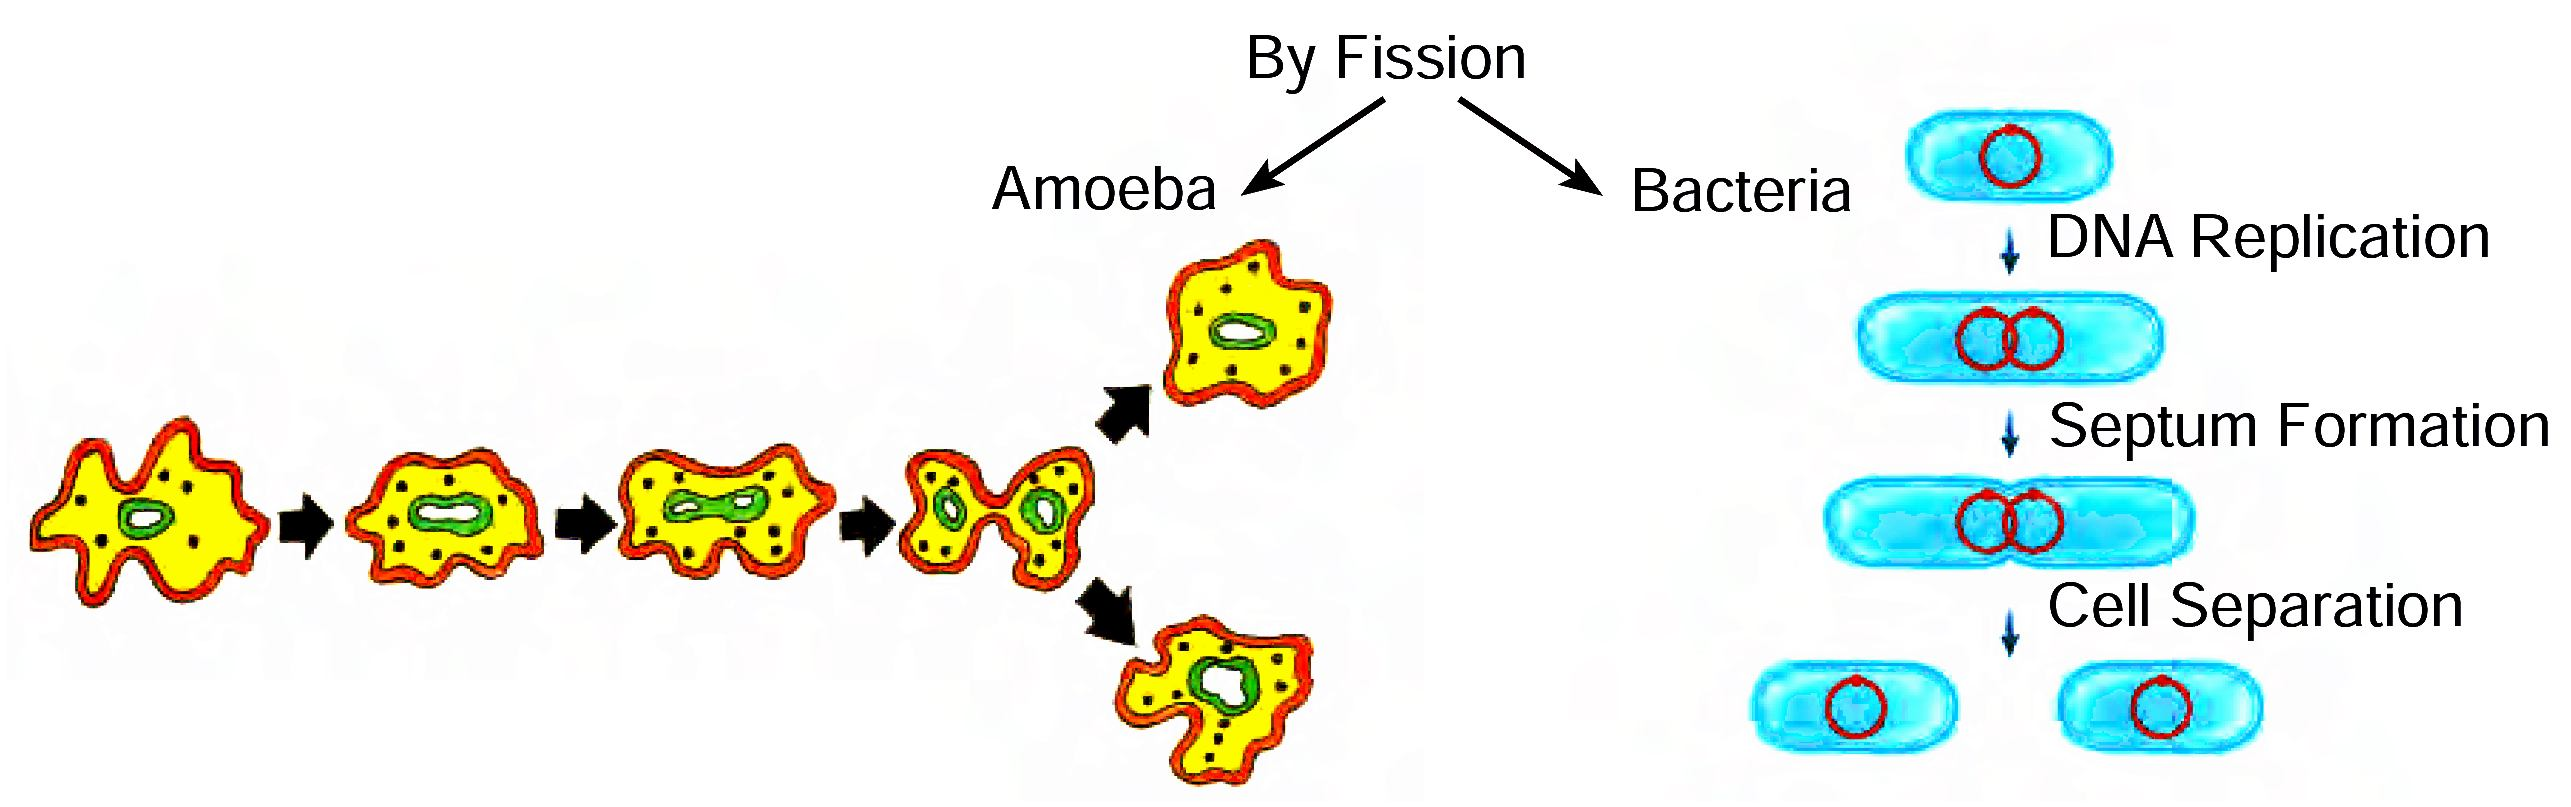 By Fission
Amoeba
Bacteria
DNA Replication
Septum Formation
Cell Separation